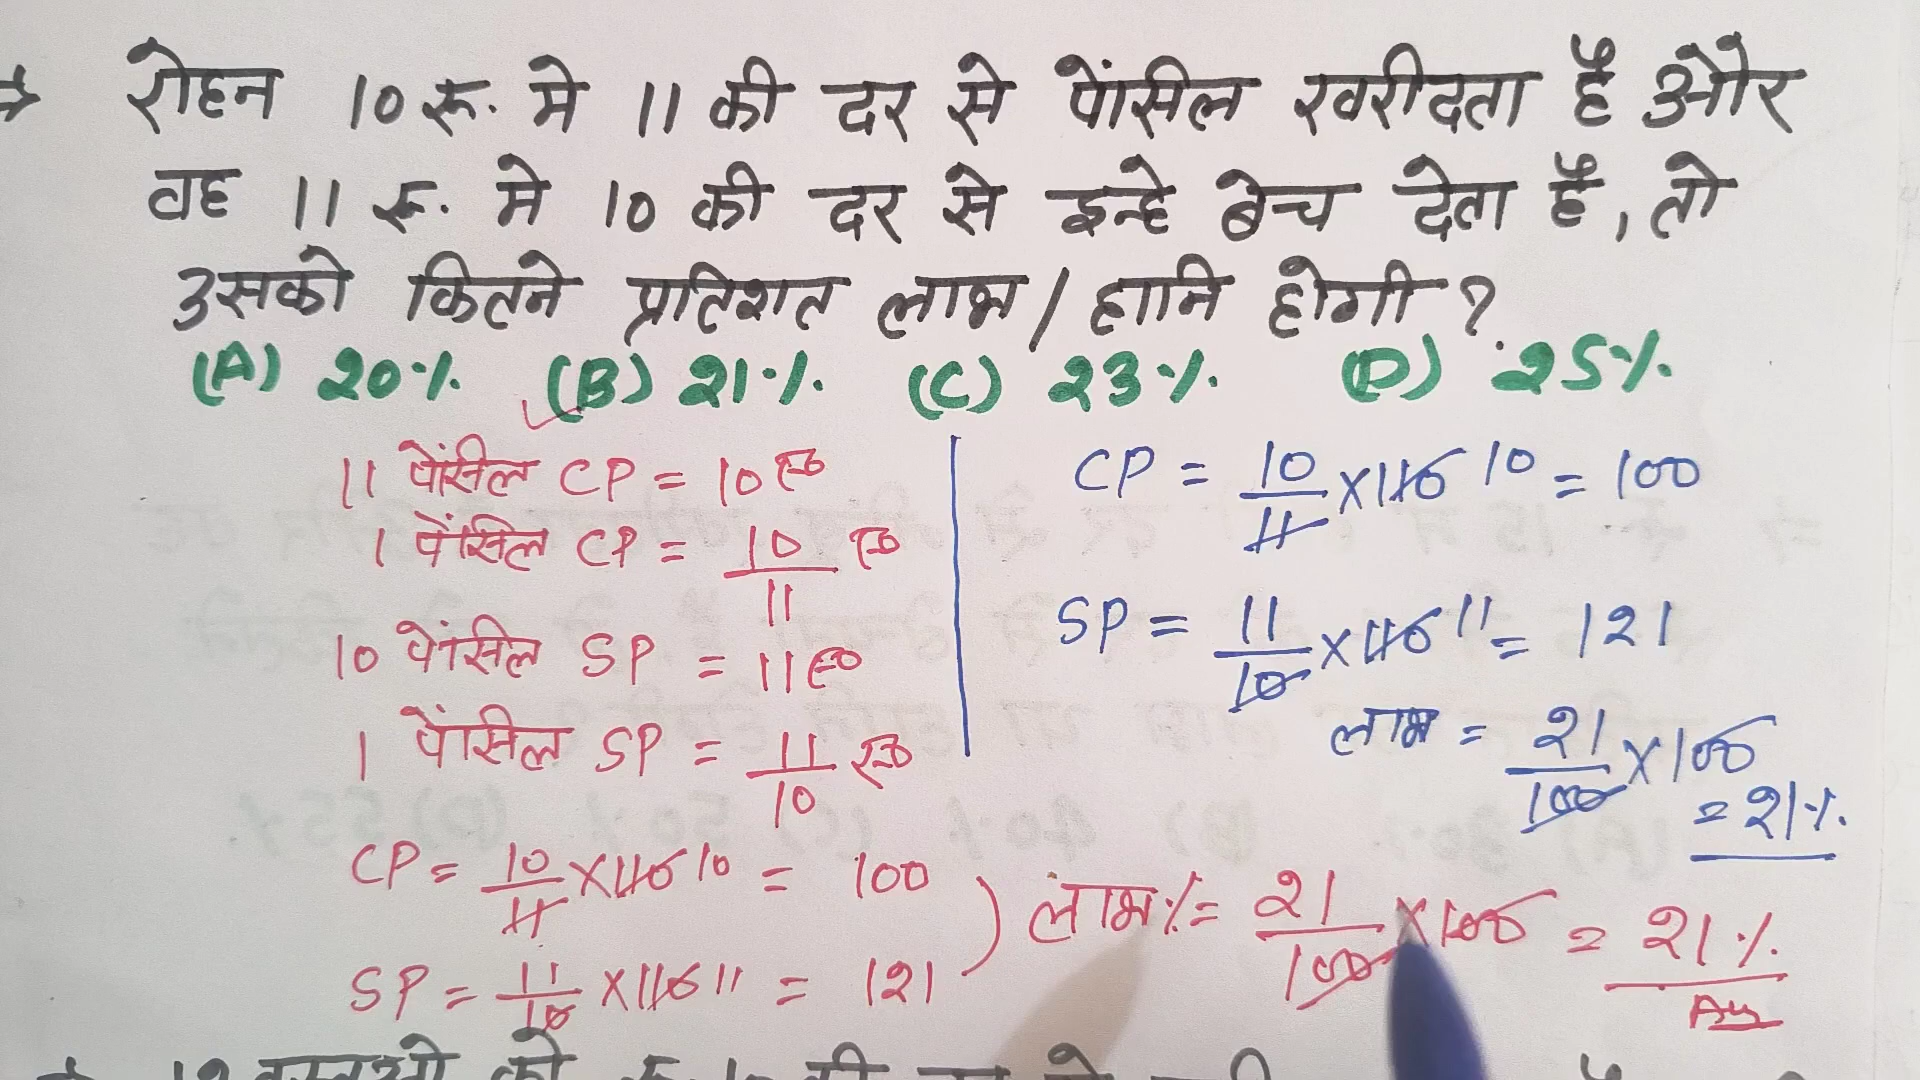 → रोहन 10 रू. मे 11 की दर से पेंसिल खरीदता है और
वह 11 रू. मे 10 की दर से इन्हे बेच देता है, तो
उसको कितने प्रतिशत लाभ/हानि होगी?
(A) 20% (B) 21% (C) 23% (D) 25%
11 पेंसिल CP = 10 रू
1 पेंसिल CP = 10/11 रू
10 पेंसिल SP = 11 रू
1 पेंसिल SP = 11/10 रू
CP = 10/11 × 110 10 = 100
SP = 11/10 × 110 11 = 121
CP = 10/11 × 110 10 = 100
SP = 11/10 × 110 11 = 121
लाभ = 21/100 × 100
= 21%
लाभ% = 21/100 × 100 = 21%
Ans